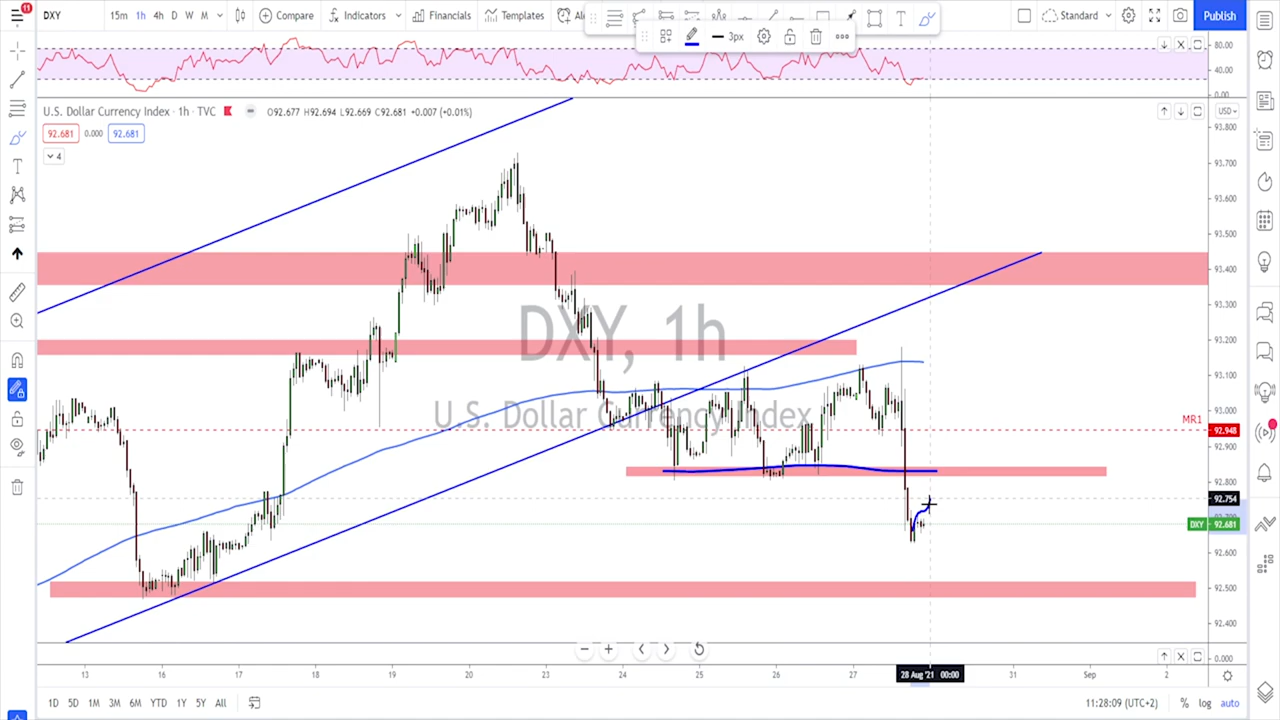 11
DXY
15m 1h 4h D W M
Compare
Indicators
Financials
Templates
Al
T
Standard
Publish
3px
80.00
40.00
0.00
U.S. Dollar Currency Index · 1h · TVC
O92.677 H92.694 L92.669 C92.681 +0.007 (+0.01%)
USD
92.681 0.000 92.681
4
93.800
93.700
93.600
93.500
93.400
93.300
93.200
93.100
93.000
92.900
92.800
92.600
92.500
92.400
DXY, 1h
U.S. Dollar Currency Index
MR1
92.948
92.754
DXY 92.681
0.000
13 17 18 19 20 23 24 25 26 27 28 Aug '21 00:00 31 Sep 2
1D 5D 1M 3M 6M YTD 1Y 5Y All
11:28:09 (UTC+2) % log auto